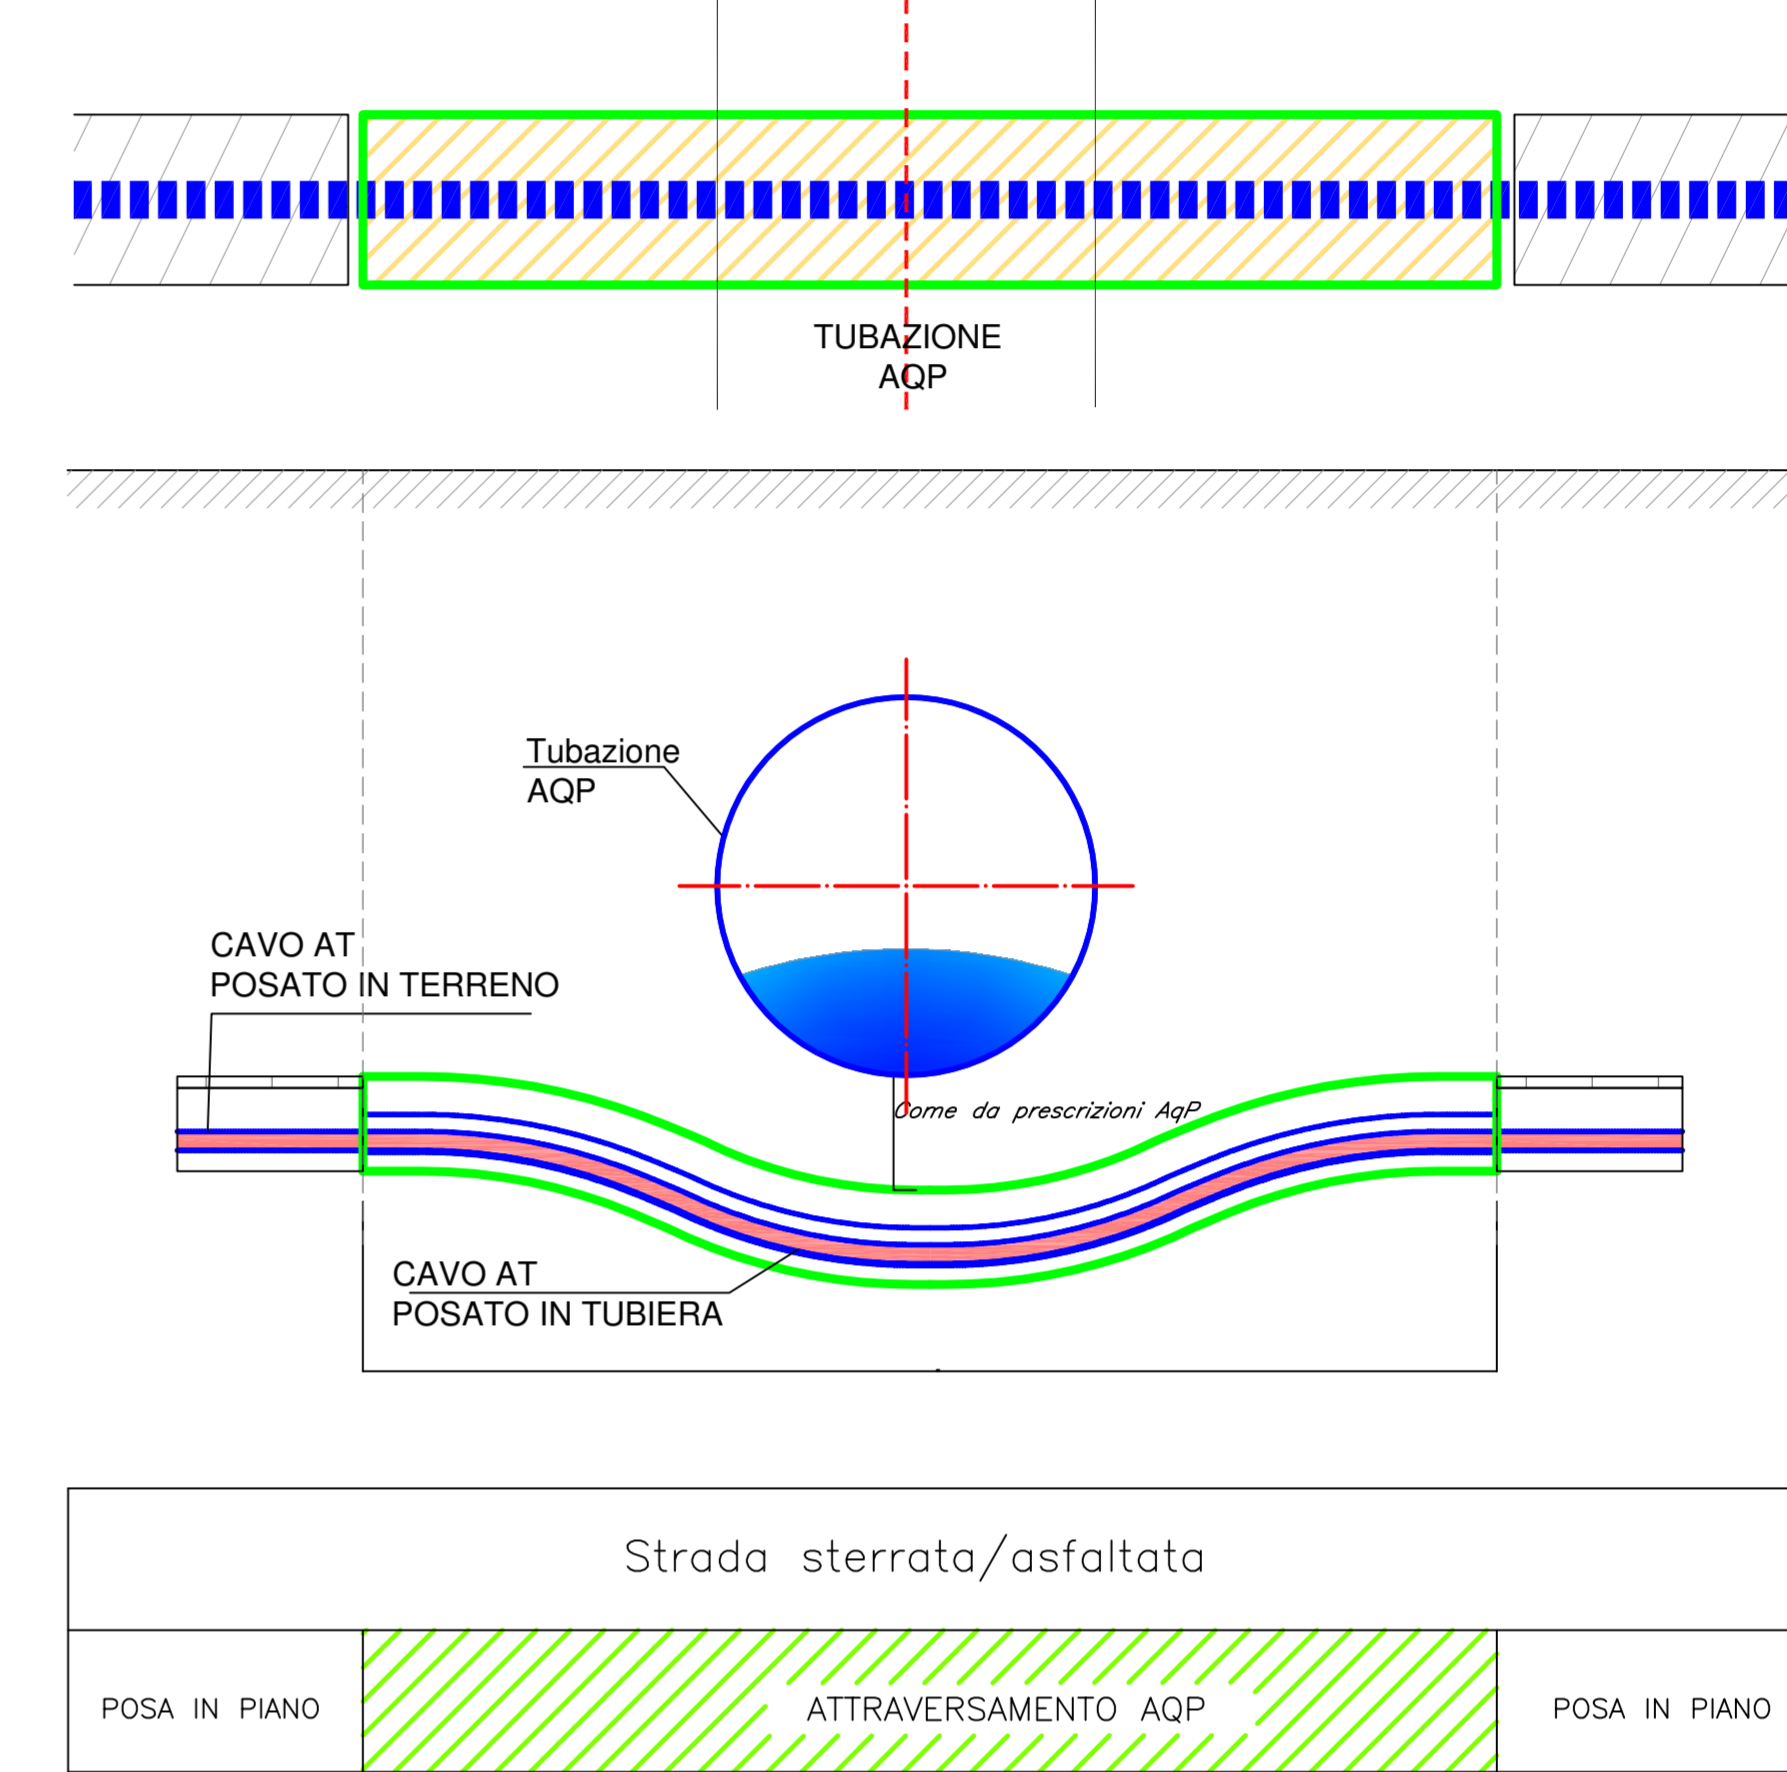 TUBAZIONE
AQP
Tubazione
AQP
CAVO AT
POSATO IN TERRENO
Come da prescrizioni AqP
CAVO AT
POSATO IN TUBIERA
Strada sterrata/asfaltata
POSA IN PIANO
ATTRAVERSAMENTO AQP
POSA IN PIANO